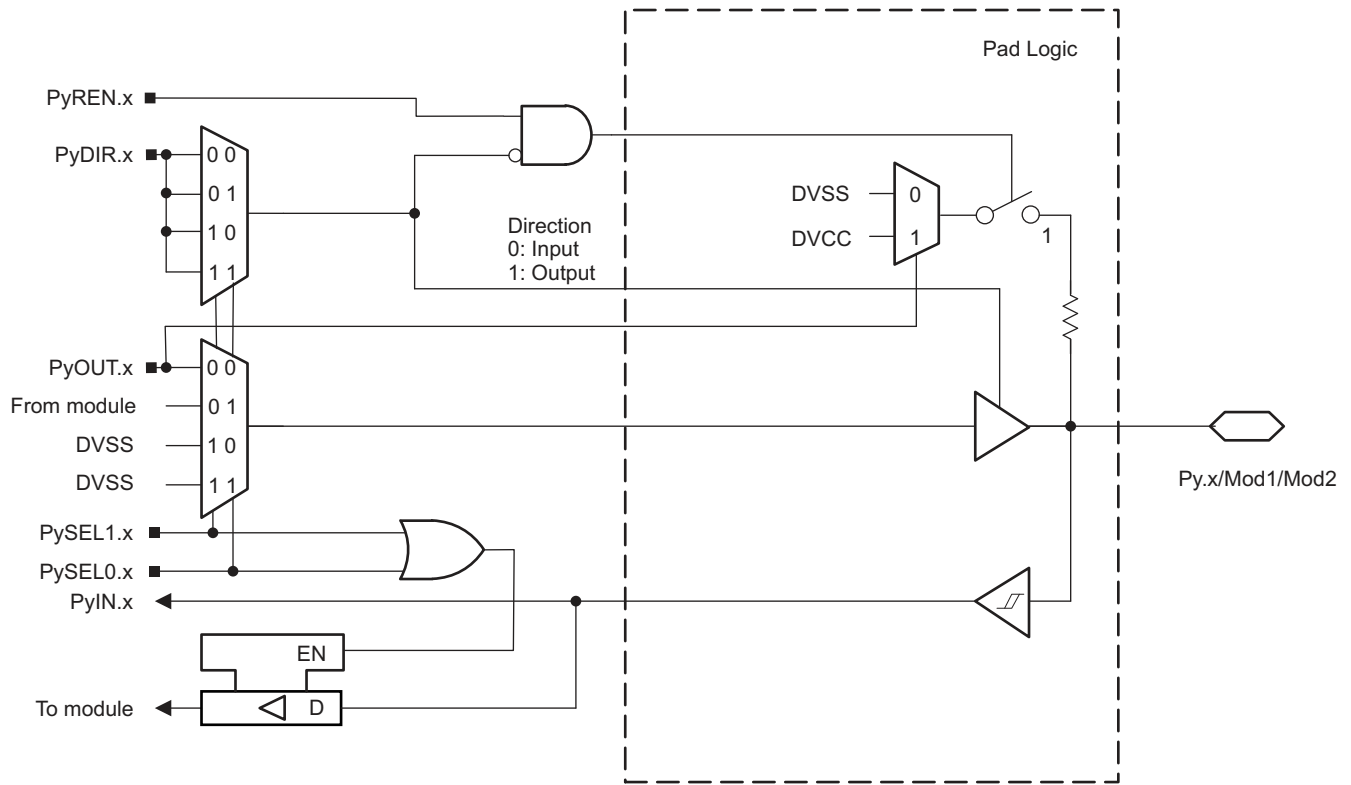 Pad Logic
PyREN.x
PyDIR.x
0 0
0 1
1 0
1 1
Direction
0: Input
1: Output
DVSS
DVCC
0
1
1
PyOUT.x
From module
DVSS
DVSS
0 0
0 1
1 0
1 1
Py.x/Mod1/Mod2
PySEL1.x
PySEL0.x
PyIN.x
EN
D
To module